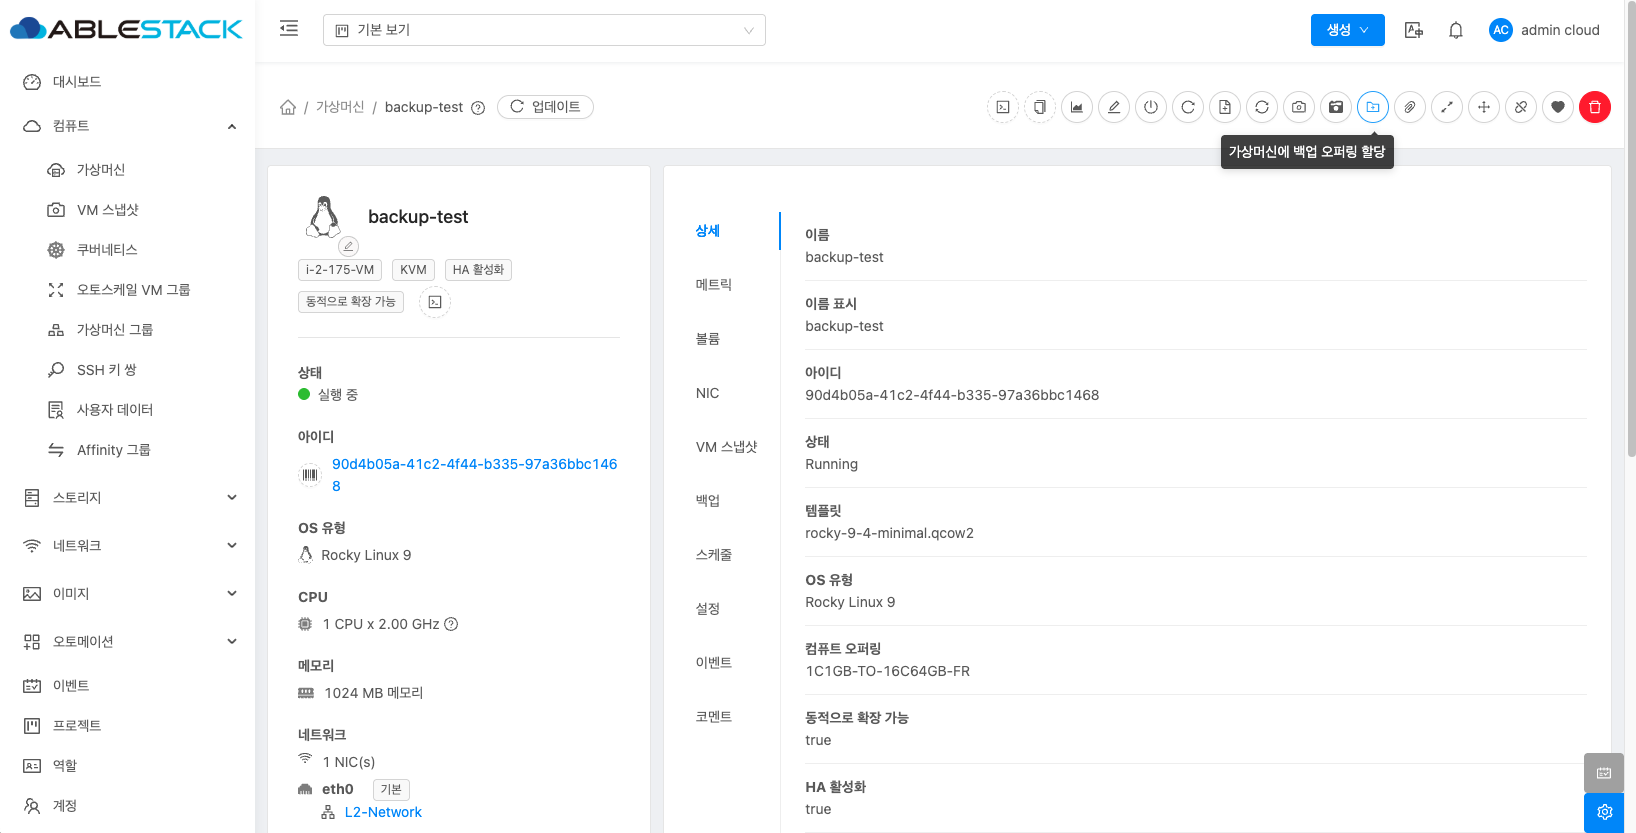 ABLESTACK
기본 보기
생성
AC
admin cloud
대시보드
컴퓨트
가상머신
VM 스냅샷
쿠버네티스
오토스케일 VM 그룹
가상머신 그룹
SSH 키 쌍
사용자 데이터
Affinity 그룹
스토리지
네트워크
이미지
오토메이션
이벤트
프로젝트
역할
계정
/ 가상머신 / backup-test
업데이트
가상머신에 백업 오퍼링 할당
backup-test
i-2-175-VM
KVM
HA 활성화
동적으로 확장 가능
상태
실행 중
아이디
90d4b05a-41c2-4f44-b335-97a36bbc146
8
OS 유형
Rocky Linux 9
CPU
1 CPU x 2.00 GHz
메모리
1024 MB 메모리
네트워크
1 NIC(s)
eth0 기본
L2-Network
상세
메트릭
볼륨
NIC
VM 스냅샷
백업
스케줄
설정
이벤트
코멘트
이름
backup-test
이름 표시
backup-test
아이디
90d4b05a-41c2-4f44-b335-97a36bbc1468
상태
Running
템플릿
rocky-9-4-minimal.qcow2
OS 유형
Rocky Linux 9
컴퓨트 오퍼링
1C1GB-TO-16C64GB-FR
동적으로 확장 가능
true
HA 활성화
true